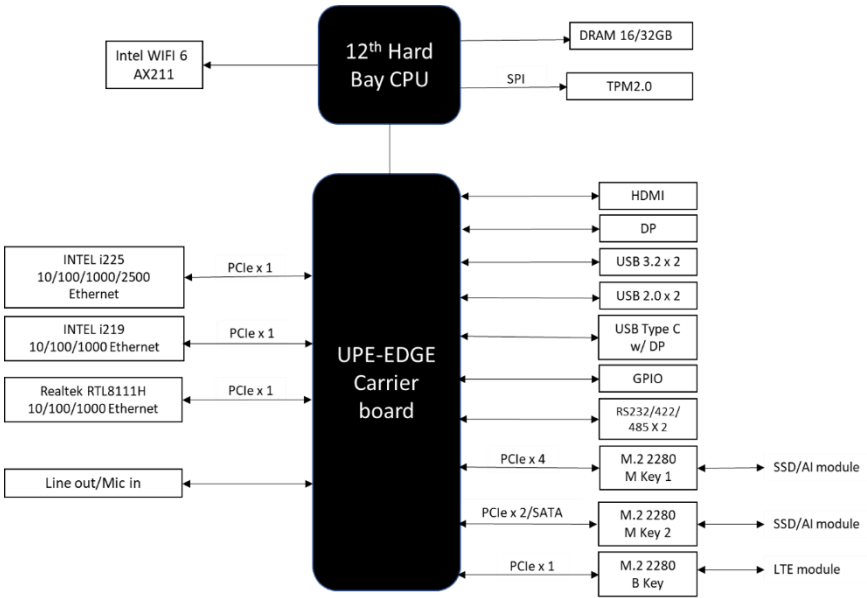 12th Hard
Bay CPU
Intel WIFI 6
AX211
DRAM 16/32GB
SPI
TPM2.0
UPE-EDGE
Carrier
board
INTEL i225
10/100/1000/2500
Ethernet
PCIe x 1
INTEL i219
10/100/1000 Ethernet
PCIe x 1
Realtek RTL8111H
10/100/1000 Ethernet
PCIe x 1
Line out/Mic in
HDMI
DP
USB 3.2 x 2
USB 2.0 x 2
USB Type C
w/ DP
GPIO
RS232/422/
485 X 2
PCIe x 4
M.2 2280
M Key 1
SSD/AI module
PCIe x 2/SATA
M.2 2280
M Key 2
SSD/AI module
PCIe x 1
M.2 2280
B Key
LTE module